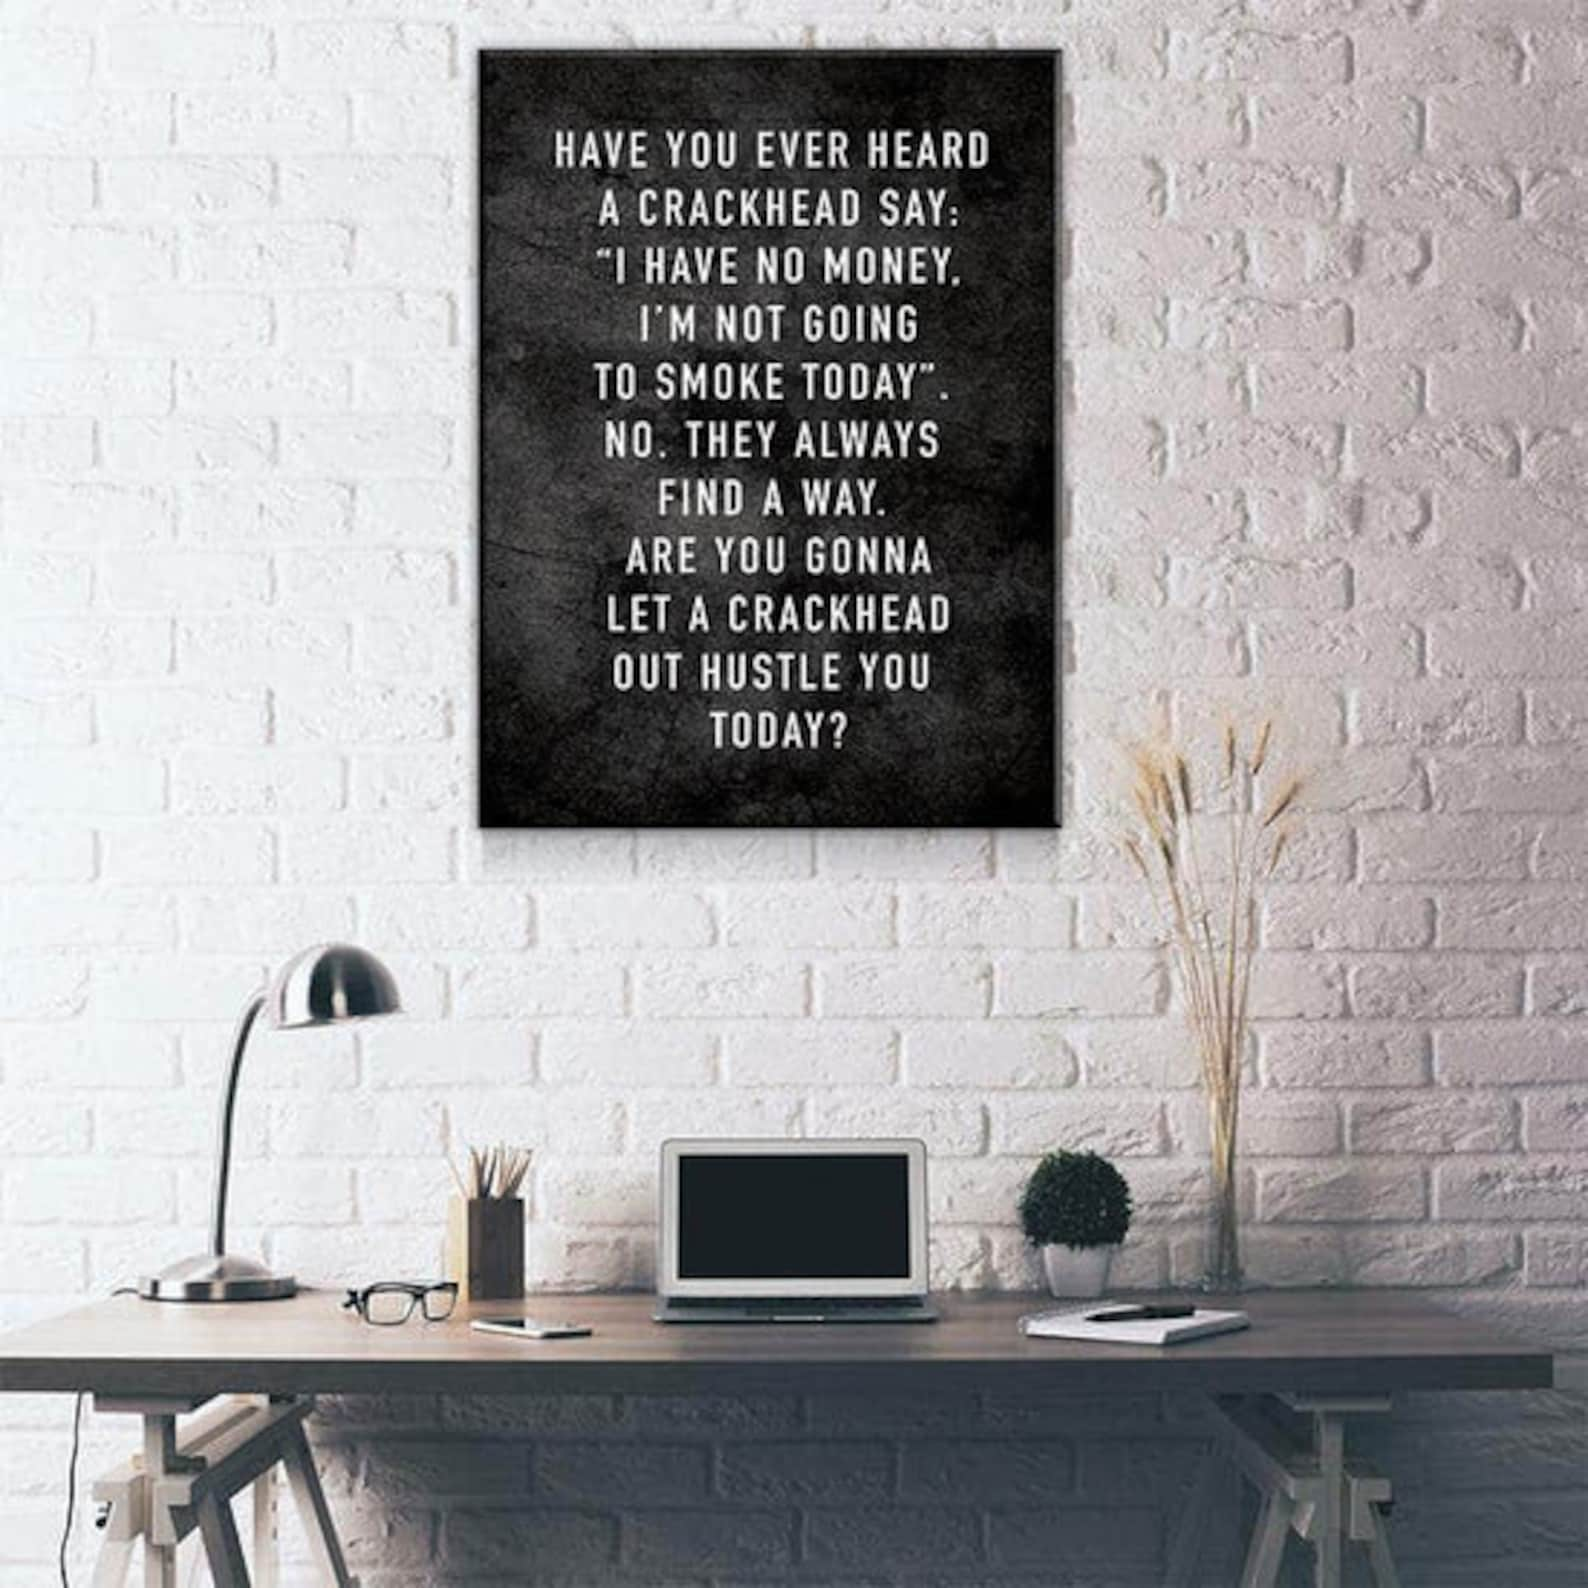 HAVE YOU EVER HEARD
A CRACKHEAD SAY:
“I HAVE NO MONEY,
I’M NOT GOING
TO SMOKE TODAY”.
NO. THEY ALWAYS
FIND A WAY.
ARE YOU GONNA
LET A CRACKHEAD
OUT HUSTLE YOU
TODAY?